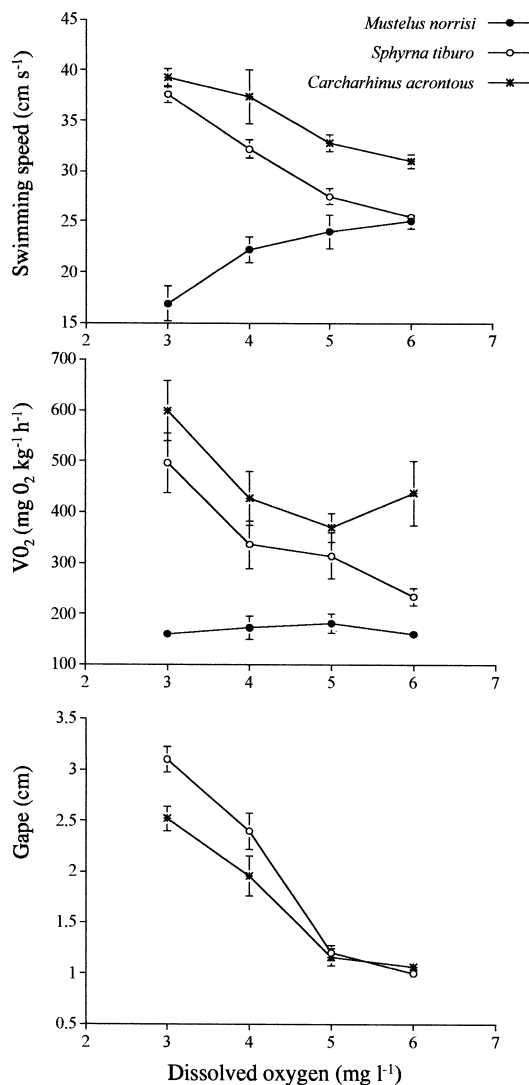 Mustelus norrisi
Sphyrna tiburo
Carcharhinus acrontous
Swimming speed (cm s⁻¹)
45
40
35
30
25
20
15
2 3 4 5 6 7
V0₂ (mg 0₂ kg⁻¹ h⁻¹)
700
600
500
400
300
200
100
2 3 4 5 6 7
Gape (cm)
3.5
3
2.5
2
1.5
1
0.5
2 3 4 5 6 7
Dissolved oxygen (mg l⁻¹)